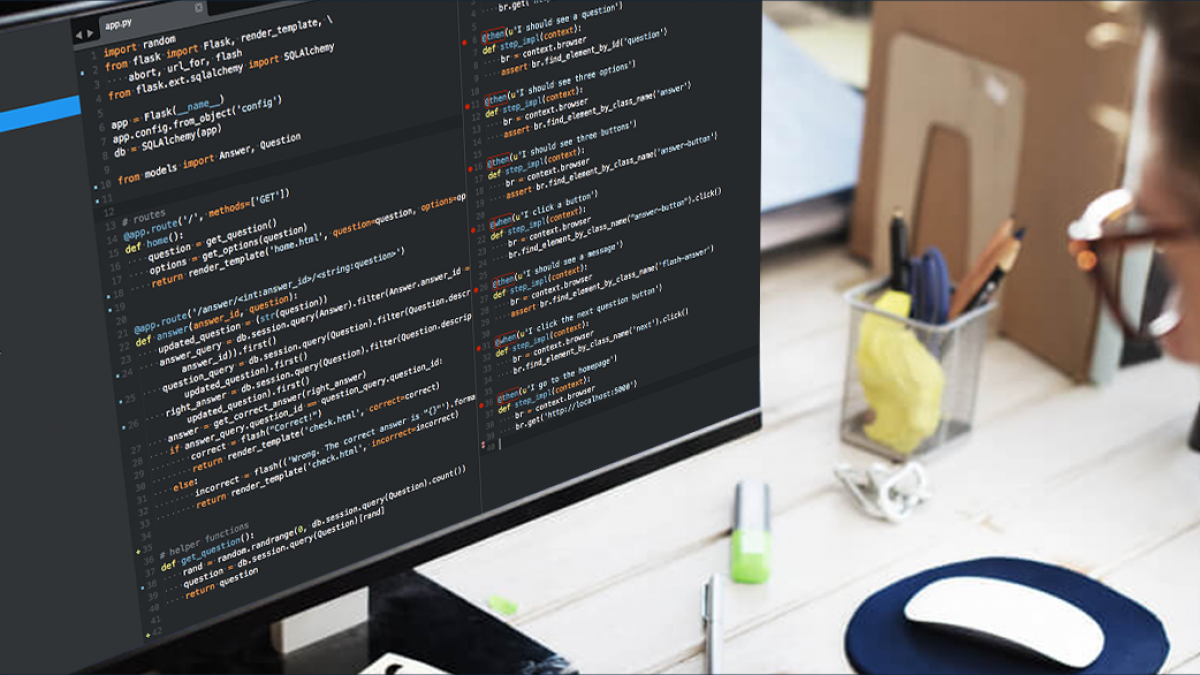 app.py
import random
from flask import Flask, render_template, \
abort, url_for, flash
from flask.ext.sqlalchemy import SQLAlchemy
app = Flask(__name__)
app.config.from_object('config')
db = SQLAlchemy(app)
from models import Answer, Question
# routes
@app.route('/', methods=['GET'])
def home():
question = get_question()
options = get_options(question)
return render_template('home.html', question=question, options=op
@app.route('/answer/<int:answer_id>/<string:question>')
def answer(answer_id, question):
updated_question = (str(question))
answer_query = db.session.query(Answer).filter(Answer.answer_id =
answer_id)).first()
question_query = db.session.query(Question).filter(Question.descr
updated_question).first()
right_answer = db.session.query(Question).filter(Question.descrip
updated_question).first()
answer = get_correct_answer(right_answer)
if answer_query.question_id == question_query.question_id:
correct = flash("Correct!")
return render_template('check.html', correct=correct)
else:
incorrect = flash(('Wrong. The correct answer is "{}"').forma
return render_template('check.html', incorrect=incorrect)
# helper functions
def get_question():
rand = random.randrange(0, db.session.query(Question).count())
question = db.session.query(Question)[rand]
return question
@then(u'I should see a question')
def step_impl(context):
br = context.browser
assert br.find_element_by_id('question')
@then(u'I should see three options')
def step_impl(context):
br = context.browser
assert br.find_element_by_class_name('answer')
@then(u'I should see three buttons')
def step_impl(context):
br = context.browser
assert br.find_element_by_class_name('answer-button')
@when(u'I click a button')
def step_impl(context):
br = context.browser
br.find_element_by_class_name("answer-button").click()
@then(u'I should see a message')
def step_impl(context):
br = context.browser
assert br.find_element_by_class_name('flash-answer')
@when(u'I click the next question button')
def step_impl(context):
br = context.browser
br.find_element_by_class_name('next').click()
@then(u'I go to the homepage')
def step_impl(context):
br = context.browser
br.get('http://localhost:5000')